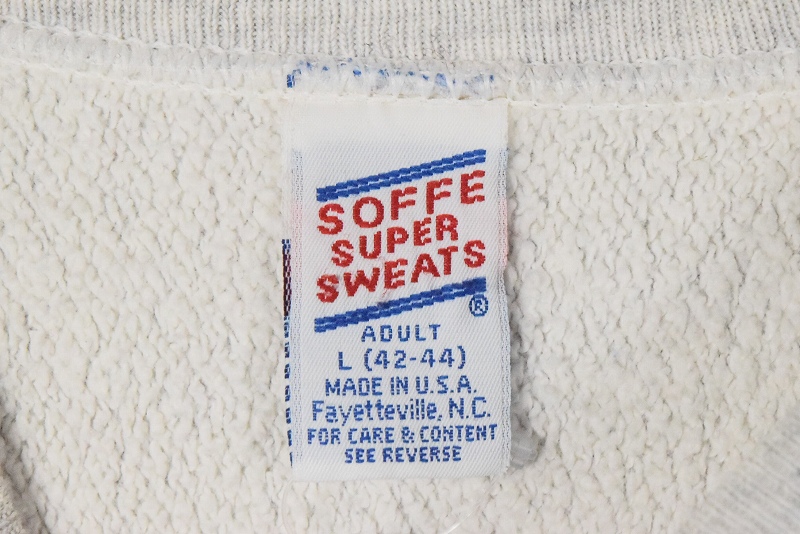 SOFFE
SUPER
SWEATS
®
ADULT
L (42-44)
MADE IN U.S.A.
Fayetteville, N.C.
FOR CARE & CONTENT
SEE REVERSE